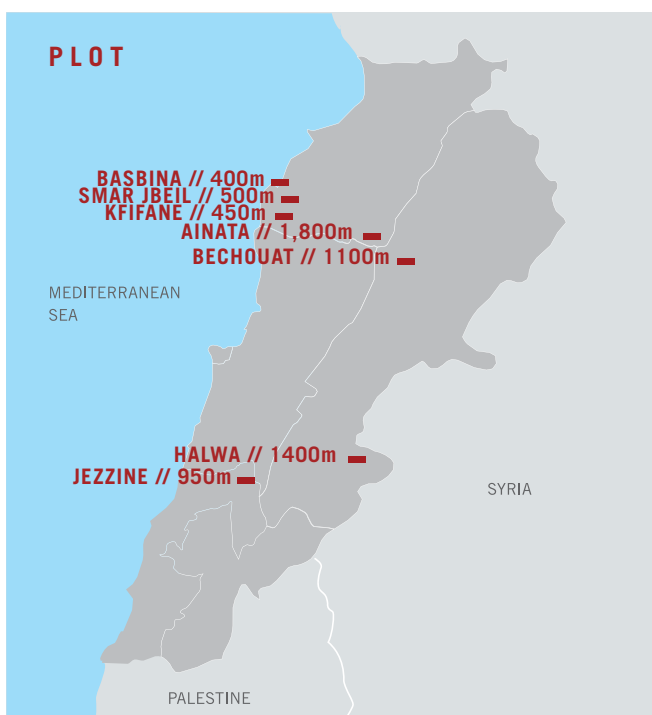 PLOT
BASBINA // 400m
SMAR JBEIL // 500m
KFIFANE // 450m
AINATA // 1,800m
BECHOUAT // 1100m
MEDITERRANEAN
SEA
HALWA // 1400m
JEZZINE // 950m
SYRIA
PALESTINE